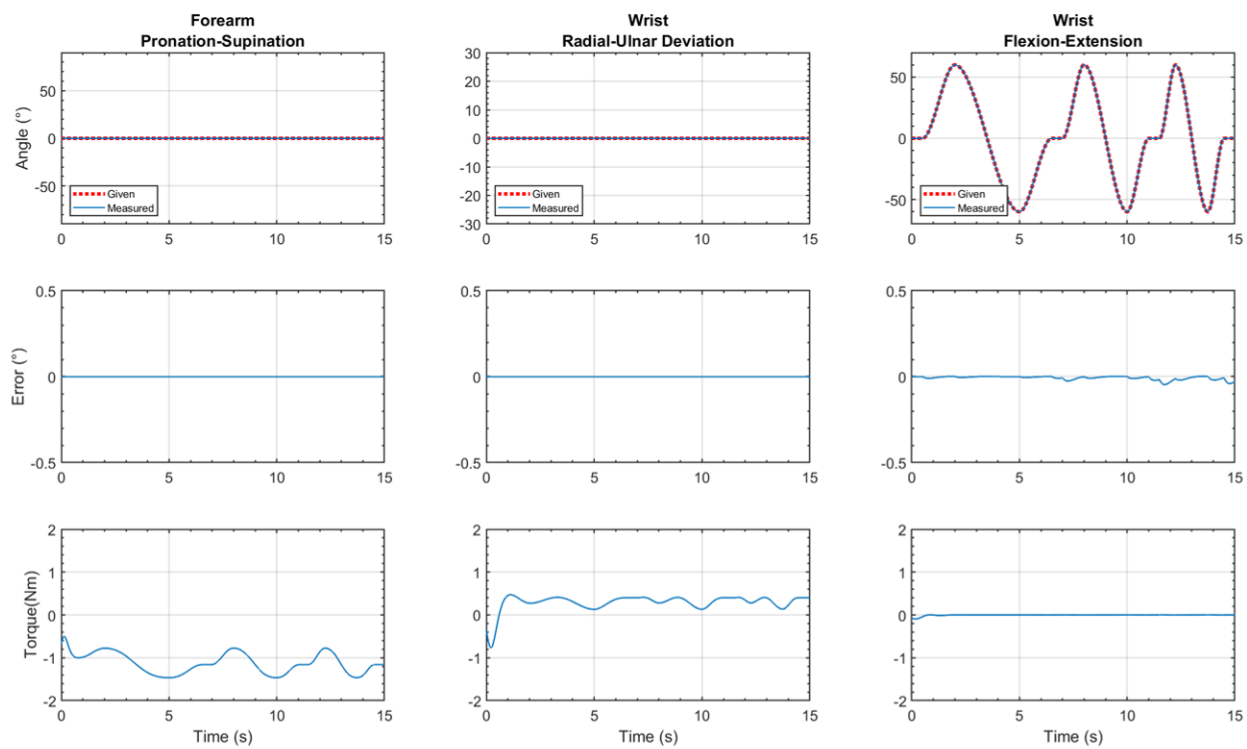 Forearm
Pronation-Supination
Wrist
Radial-Ulnar Deviation
Wrist
Flexion-Extension
Angle (°)
50
0
-50
Given
Measured
0 5 10 15
30
20
10
0
-10
-20
-30
Given
Measured
0 5 10 15
50
0
-50
Given
Measured
0 5 10 15
Error (°)
0.5
0
-0.5
0 5 10 15
0.5
0
-0.5
0 5 10 15
0.5
0
-0.5
0 5 10 15
Torque(Nm)
2
1
0
-1
-2
0 5 10 15
Time (s)
2
1
0
-1
-2
0 5 10 15
Time (s)
2
1
0
-1
-2
0 5 10 15
Time (s)